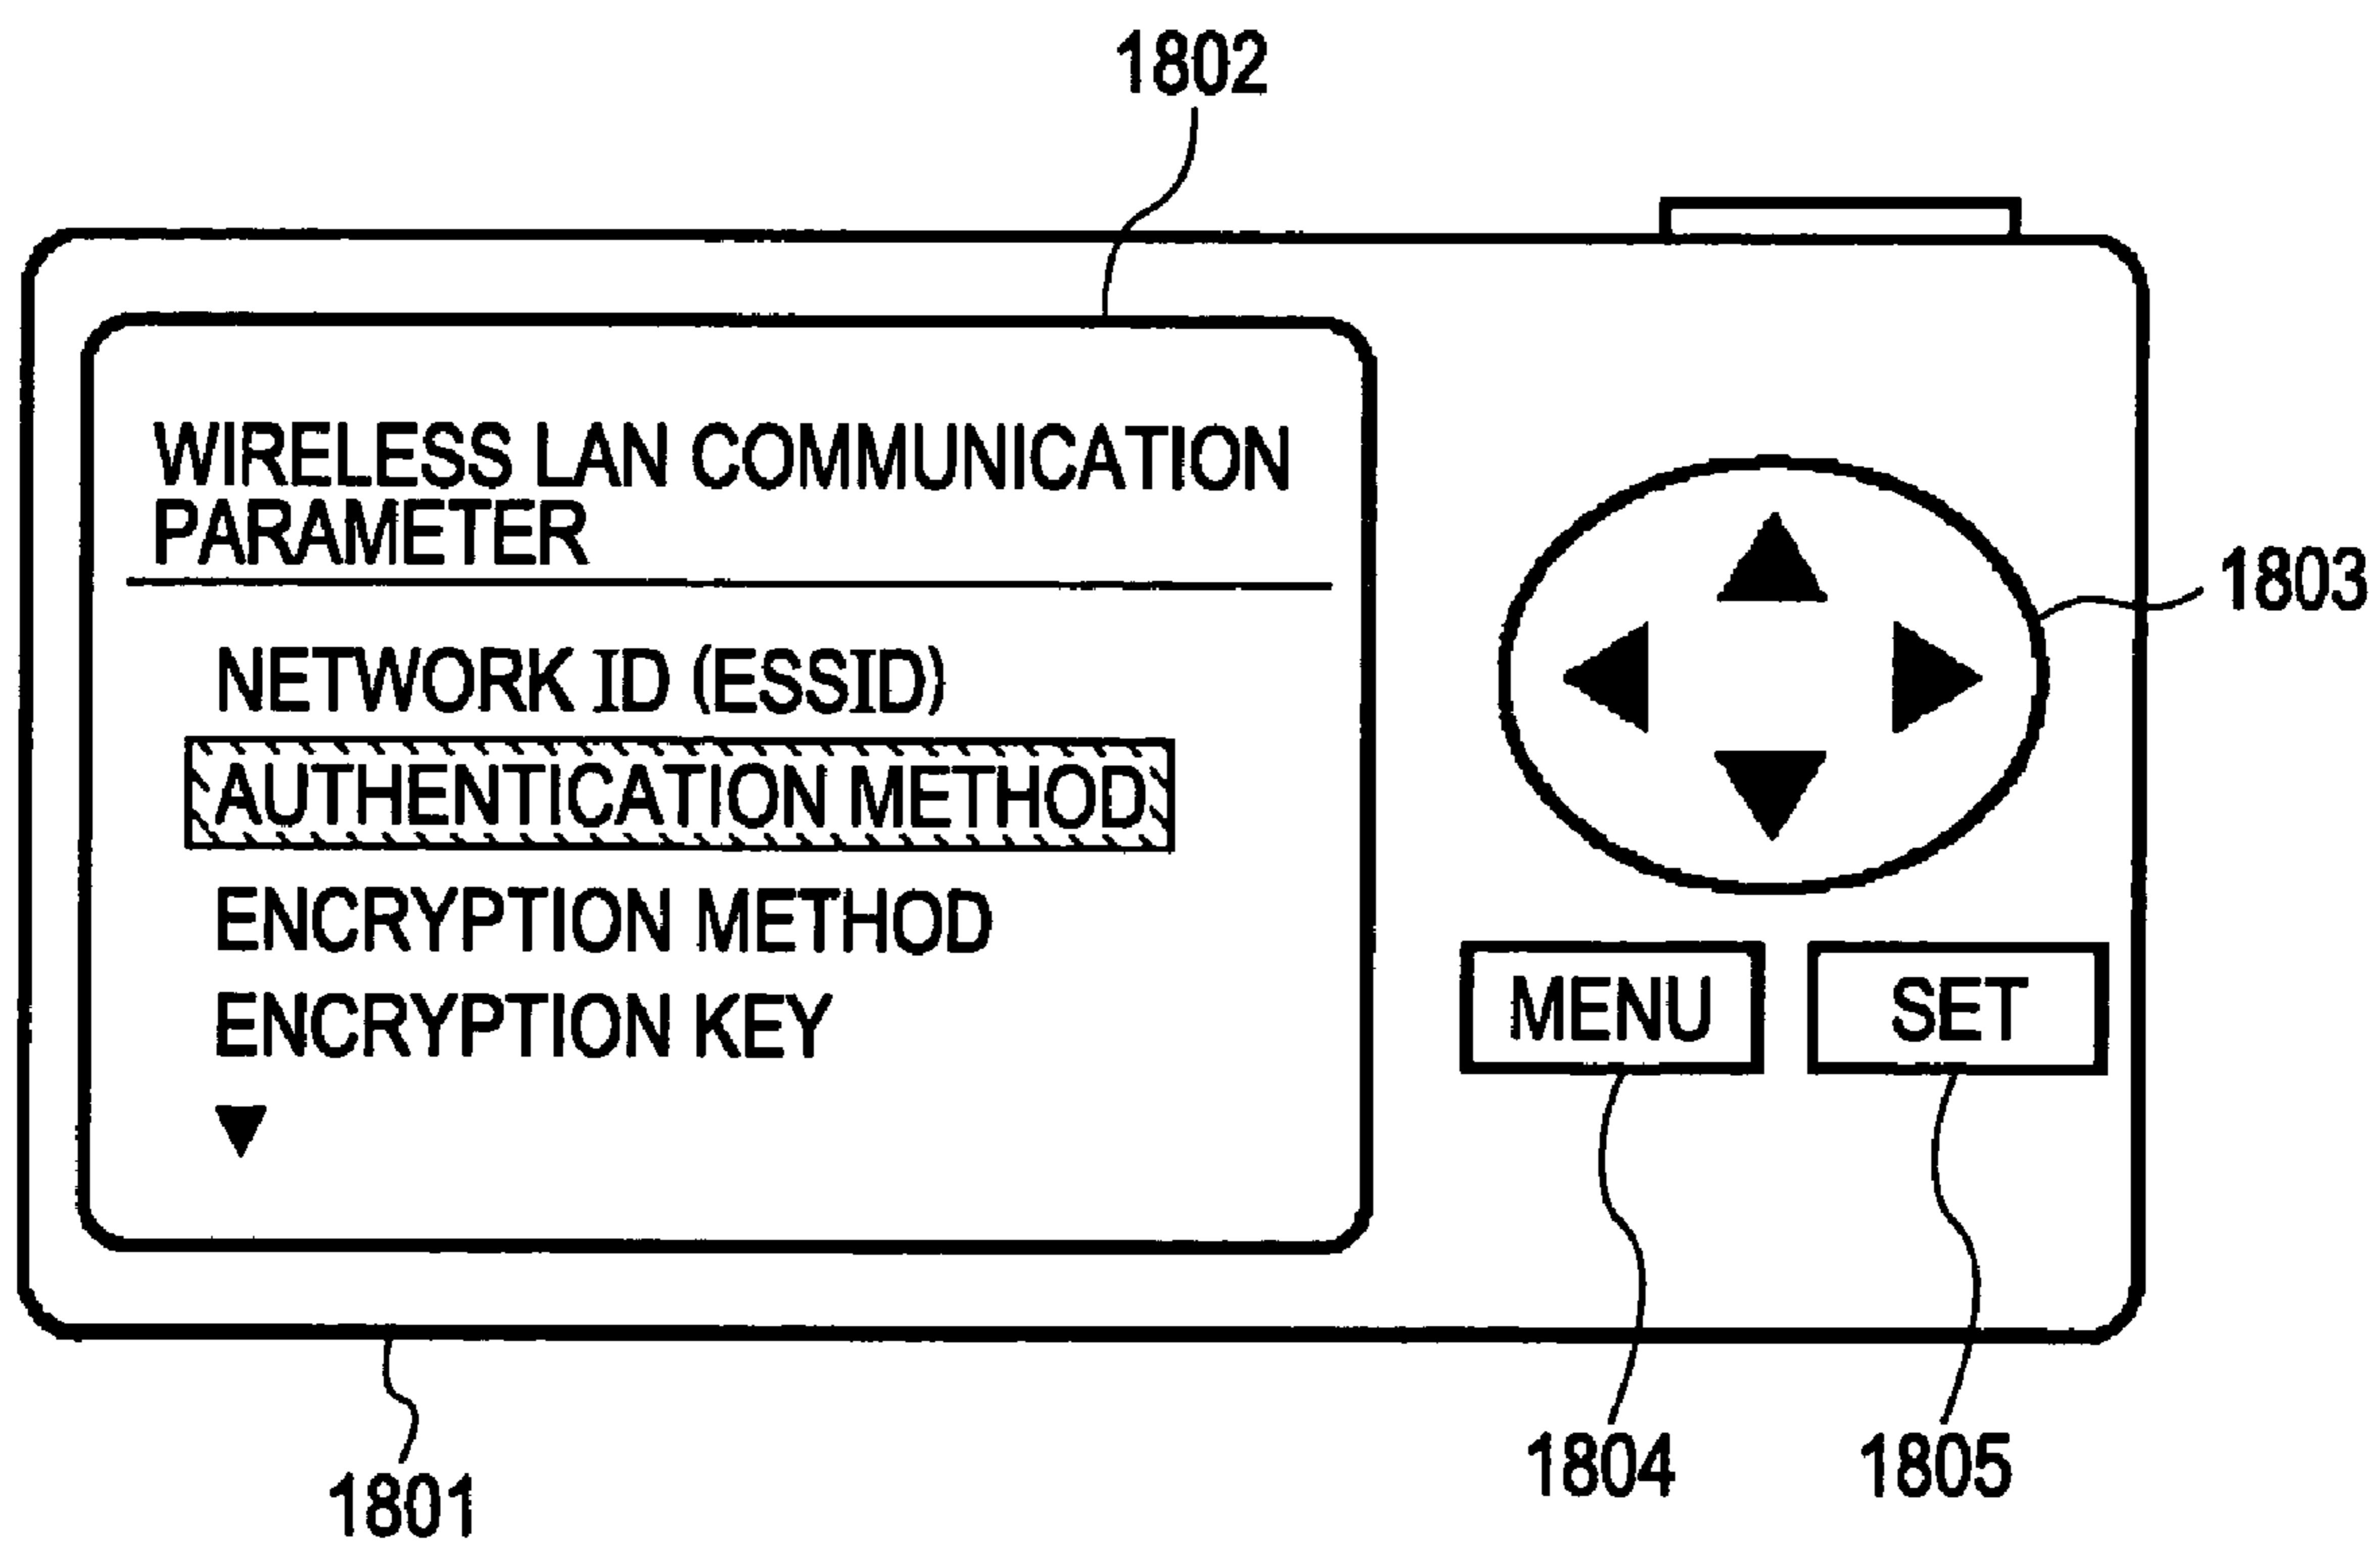 1802
WIRELESS LAN COMMUNICATION
PARAMETER
NETWORK ID (ESSID)
AUTHENTICATION METHOD
ENCRYPTION METHOD
ENCRYPTION KEY
1803
MENU
SET
1804
1805
1801